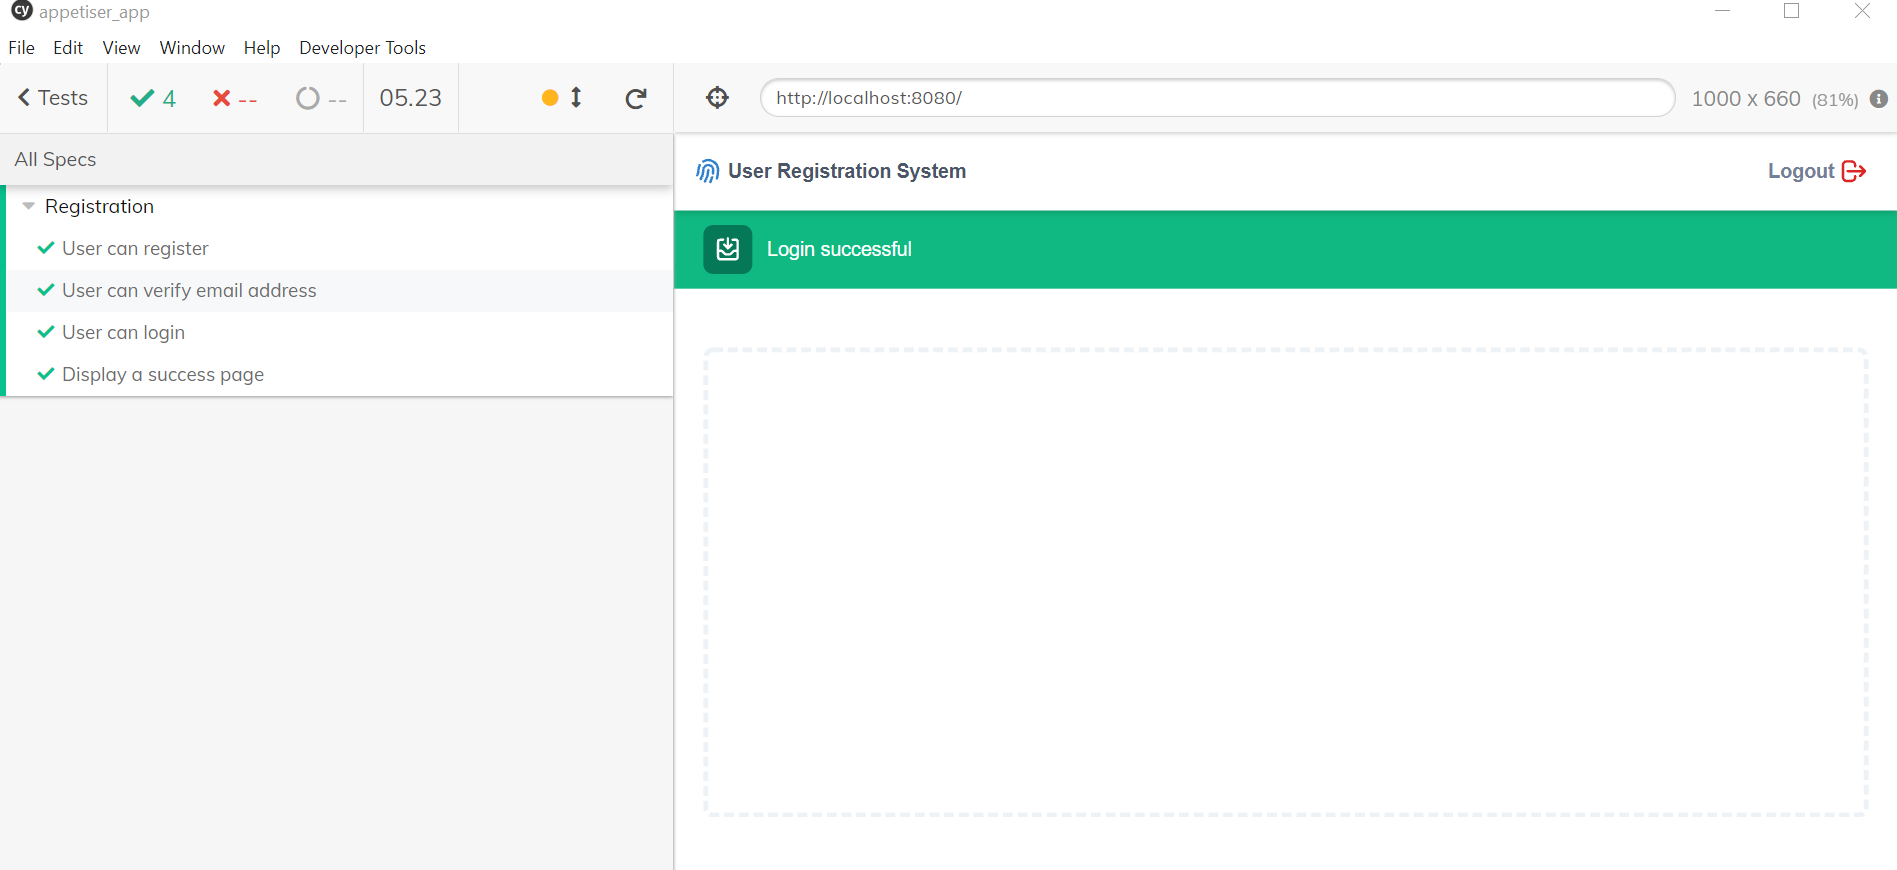 cy appetiser_app
File Edit View Window Help Developer Tools
Tests 4 -- -- 05.23
http://localhost:8080/ 1000 x 660 (81%)
All Specs
Registration
User can register
User can verify email address
User can login
Display a success page
User Registration System Logout
Login successful